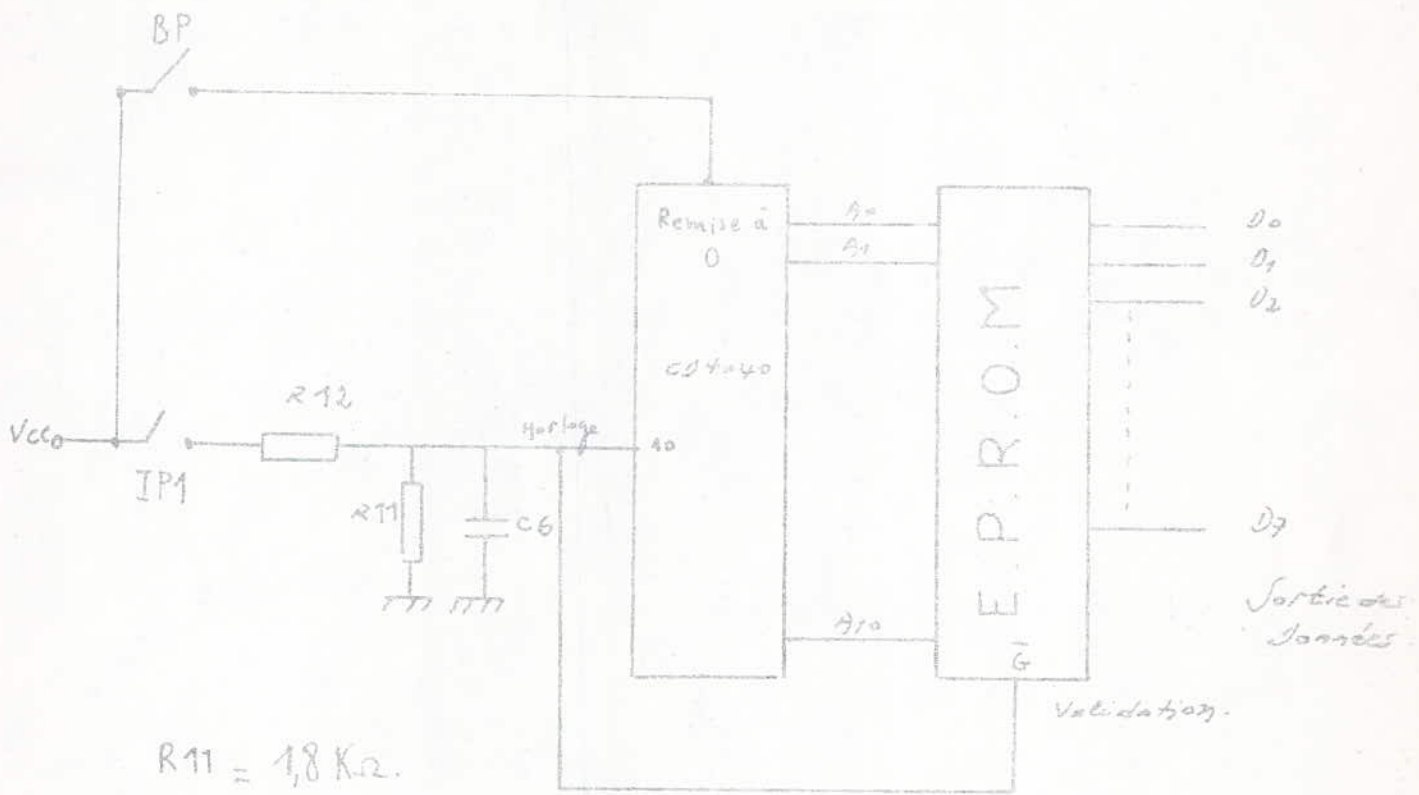 BP
Remise à
0
A0
A1
D0
D1
D2
CD4040
E.P.R.O.M
R12
Vcc
Horloge
10
IP1
R11
C6
D7
Sortie des
Données
A10
G̅
Validation.
R11 = 1,8 KΩ.